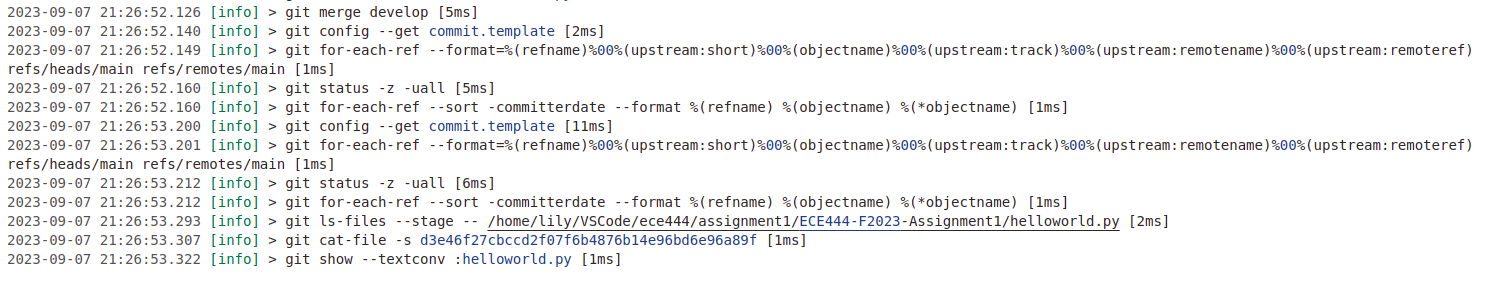 2023-09-07 21:26:52.126 [info] > git merge develop [5ms]
2023-09-07 21:26:52.140 [info] > git config --get commit.template [2ms]
2023-09-07 21:26:52.149 [info] > git for-each-ref --format=%(refname)%00%(upstream:short)%00%(objectname)%00%(upstream:track)%00%(upstream:remotename)%00%(upstream:remoteref)
refs/heads/main refs/remotes/main [1ms]
2023-09-07 21:26:52.160 [info] > git status -z -uall [5ms]
2023-09-07 21:26:52.160 [info] > git for-each-ref --sort -committerdate --format %(refname) %(objectname) %(*objectname) [1ms]
2023-09-07 21:26:53.200 [info] > git config --get commit.template [11ms]
2023-09-07 21:26:53.201 [info] > git for-each-ref --format=%(refname)%00%(upstream:short)%00%(objectname)%00%(upstream:track)%00%(upstream:remotename)%00%(upstream:remoteref)
refs/heads/main refs/remotes/main [1ms]
2023-09-07 21:26:53.212 [info] > git status -z -uall [6ms]
2023-09-07 21:26:53.212 [info] > git for-each-ref --sort -committerdate --format %(refname) %(objectname) %(*objectname) [1ms]
2023-09-07 21:26:53.293 [info] > git ls-files --stage -- /home/lily/VSCode/ece444/assignment1/ECE444-F2023-Assignment1/helloworld.py [2ms]
2023-09-07 21:26:53.307 [info] > git cat-file -s d3e46f27cbccd2f07f6b4876b14e96bd6e96a89f [1ms]
2023-09-07 21:26:53.322 [info] > git show --textconv :helloworld.py [1ms]